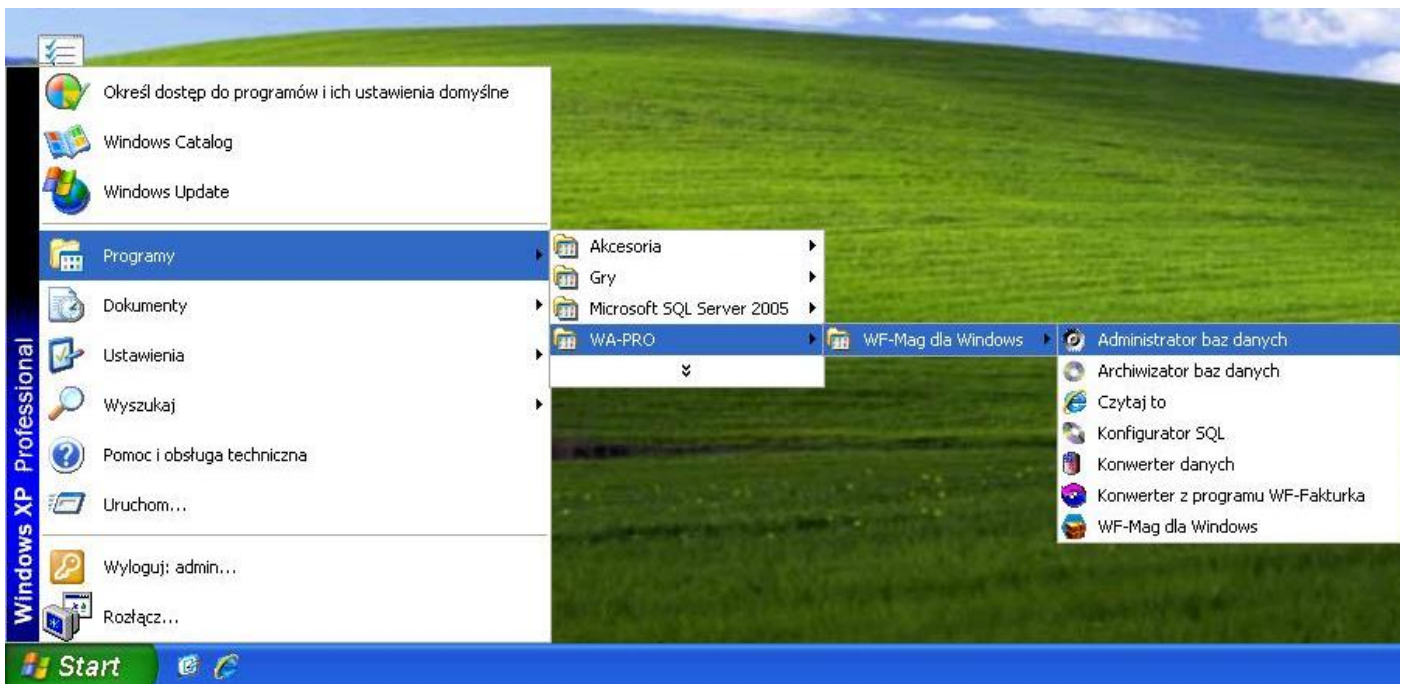 Określ dostęp do programów i ich ustawienia domyślne
Windows Catalog
Windows Update
Programy
Dokumenty
Ustawienia
Wyszukaj
Pomoc i obsługa techniczna
Uruchom...
Wyloguj: admin...
Rozłącz...
Windows XP Professional
Akcesoria
Gry
Microsoft SQL Server 2005
WA-PRO
WF-Mag dla Windows
Administrator baz danych
Archiwizator baz danych
Czytaj to
Konfigurator SQL
Konwerter danych
Konwerter z programu WF-Fakturka
WF-Mag dla Windows
Start